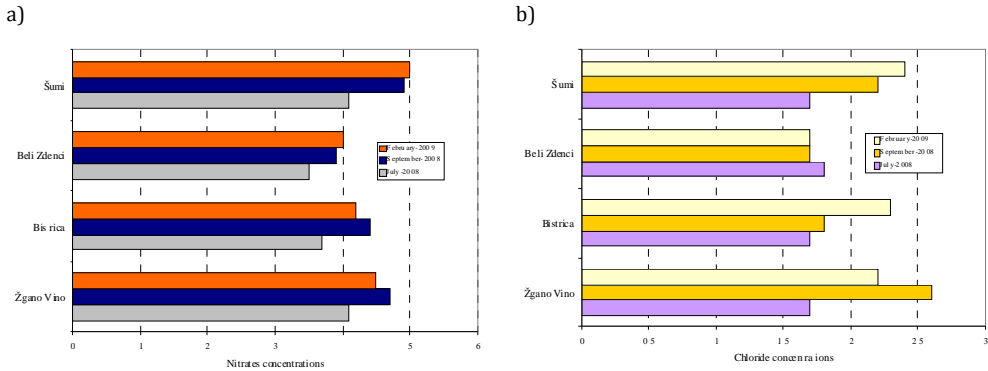 a)
Šumi
Beli Zdenci
Bis rica
Žgano Vino
February-2009
September-2008
July-2008
0 1 2 3 4 5 6
Nitrates concentrations
b)
Šumi
Beli Zdenci
Bistrica
Žgano Vino
February-2009
September-2008
July-2008
0 0 5 1 1 5 2 2 5 3
Chloride concen ra ions